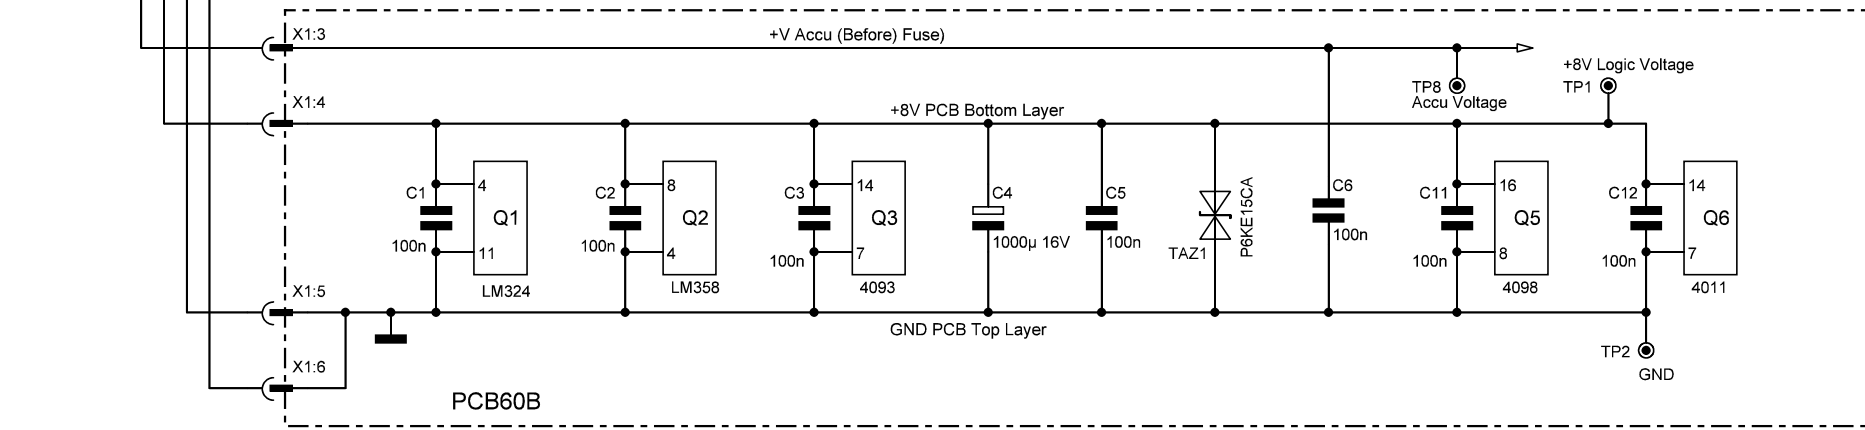 X1:3
+V Accu (Before) Fuse)
+8V Logic Voltage
TP8
TP1
Accu Voltage
X1:4
+8V PCB Bottom Layer
C1
4
Q1
100n
11
LM324
C2
8
Q2
100n
4
LM358
C3
14
Q3
100n
7
4093
C4
1000µ 16V
C5
100n
TAZ1
P6KE15CA
C6
100n
C11
16
Q5
100n
8
4098
C12
14
Q6
100n
7
4011
X1:5
GND PCB Top Layer
TP2
GND
X1:6
PCB60B